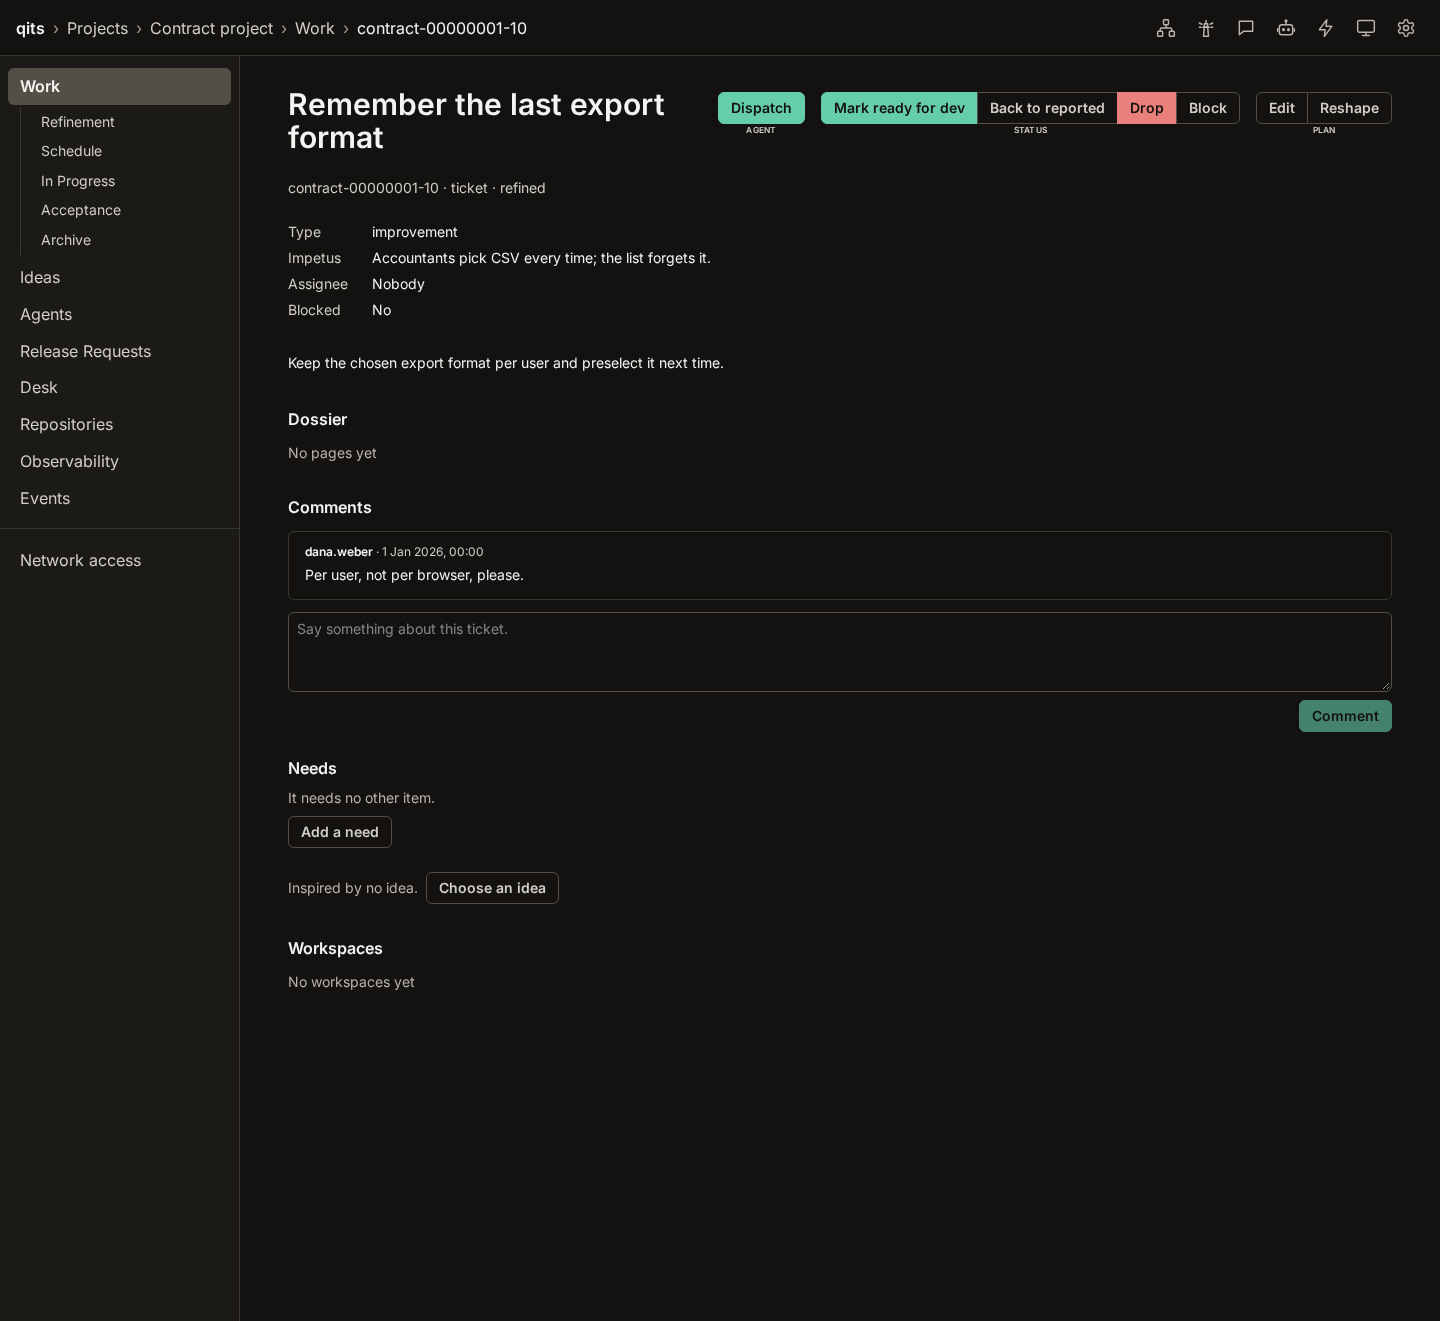 qits › Projects › Contract project › Work › contract-00000001-10
Work
Refinement
Schedule
In Progress
Acceptance
Archive
Ideas
Agents
Release Requests
Desk
Repositories
Observability
Events
Network access
Remember the last export
format
Dispatch
AGENT
Mark ready for dev
Back to reported
Drop
Block
STATUS
Edit
Reshape
PLAN
contract-00000001-10 · ticket · refined
Type improvement
Impetus Accountants pick CSV every time; the list forgets it.
Assignee Nobody
Blocked No
Keep the chosen export format per user and preselect it next time.
Dossier
No pages yet
Comments
dana.weber · 1 Jan 2026, 00:00
Per user, not per browser, please.
Say something about this ticket.
Comment
Needs
It needs no other item.
Add a need
Inspired by no idea. Choose an idea
Workspaces
No workspaces yet